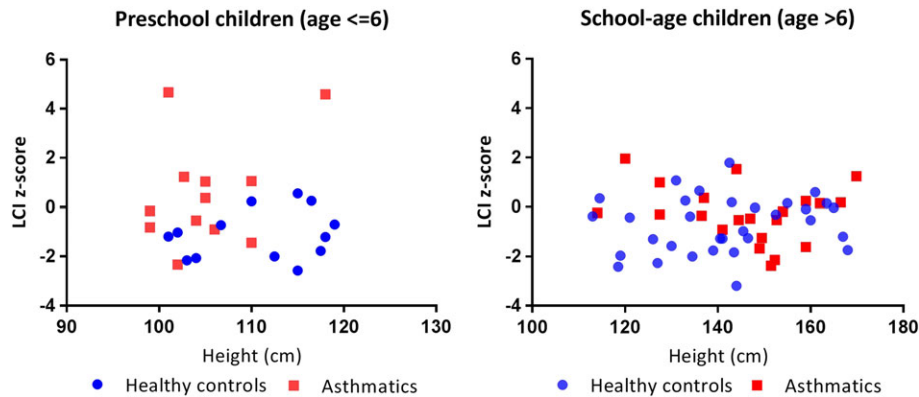 Preschool children (age <=6)
6
4
2
0
-2
-4
LCI z-score
90
100
110
120
130
Height (cm)
Healthy controls
Asthmatics
School-age children (age >6)
6
4
2
0
-2
-4
LCI z-score
100
120
140
160
180
Height (cm)
Healthy controls
Asthmatics